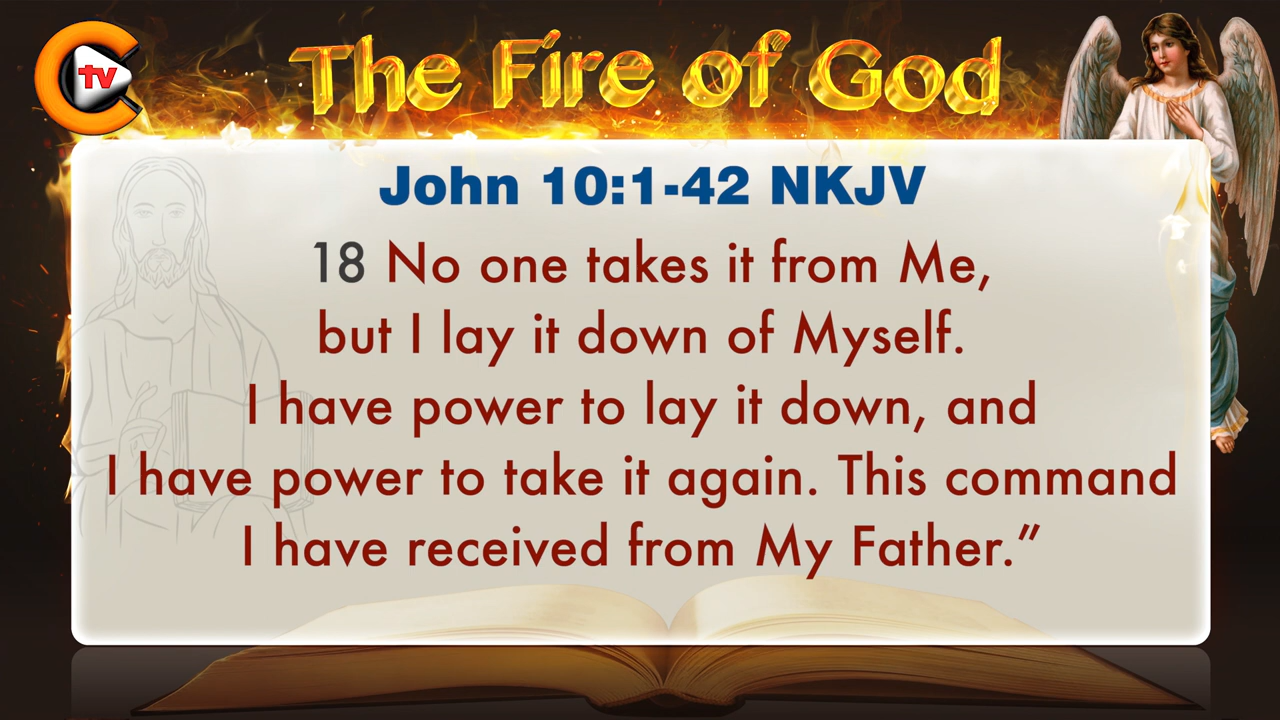 C tv
The Fire of God
John 10:1-42 NKJV
18 No one takes it from Me,
but I lay it down of Myself.
I have power to lay it down, and
I have power to take it again. This command
I have received from My Father.”